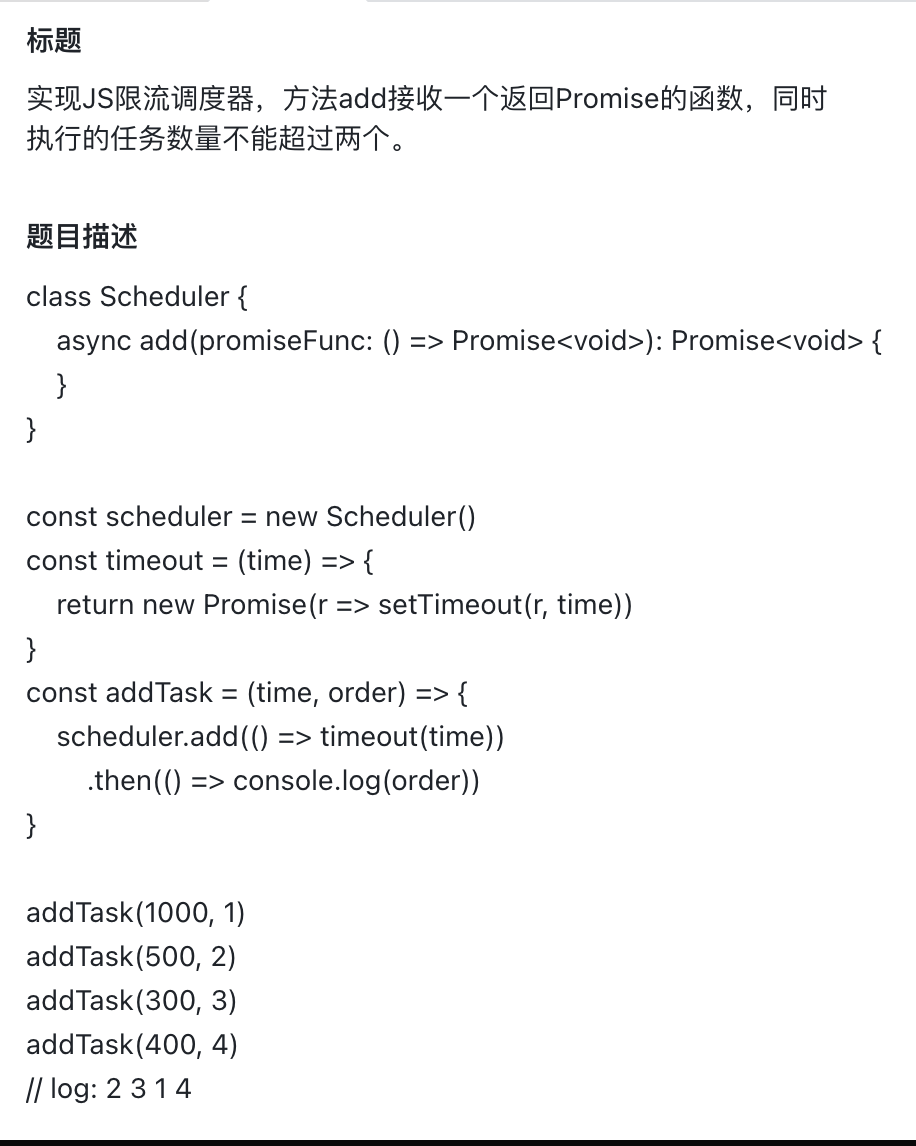 标题
实现JS限流调度器，方法add接收一个返回Promise的函数，同时
执行的任务数量不能超过两个。
题目描述
class Scheduler {
    async add(promiseFunc: () => Promise<void>): Promise<void> {
    }
}
const scheduler = new Scheduler()
const timeout = (time) => {
    return new Promise(r => setTimeout(r, time))
}
const addTask = (time, order) => {
    scheduler.add(() => timeout(time))
        .then(() => console.log(order))
}
addTask(1000, 1)
addTask(500, 2)
addTask(300, 3)
addTask(400, 4)
// log: 2 3 1 4